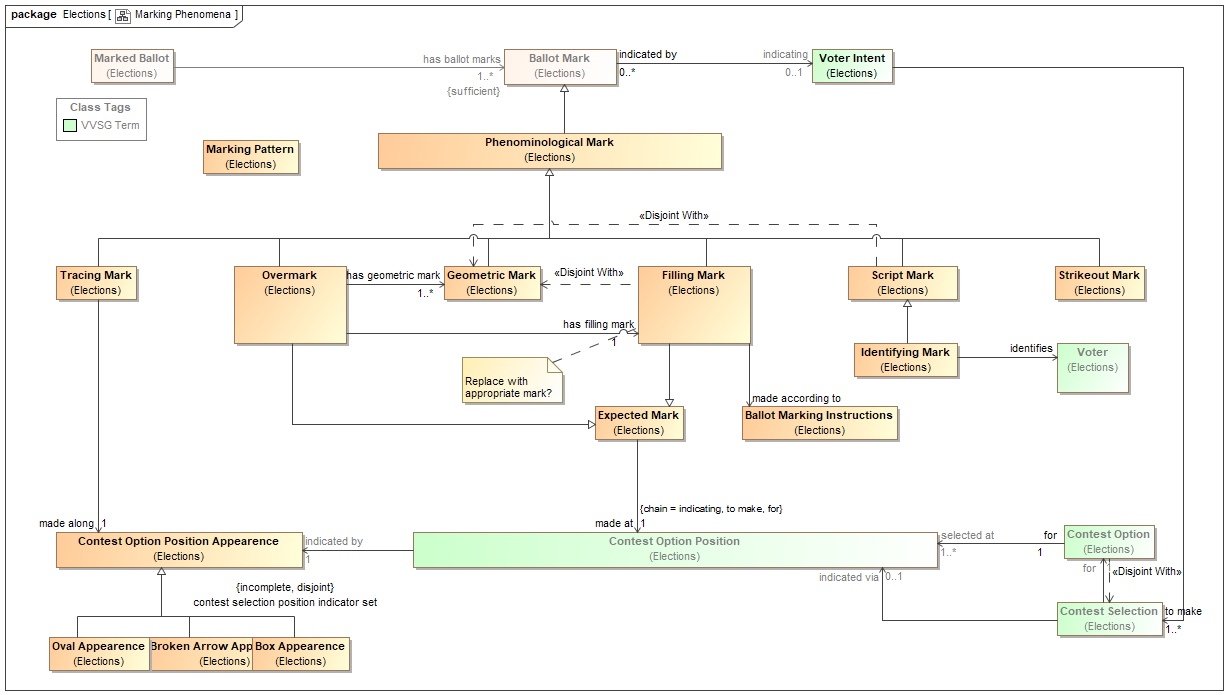 package Elections [ Marking Phenomena ]
Marked Ballot
(Elections)
has ballot marks
1..*
{sufficient}
Ballot Mark
(Elections)
indicated by
0..*
indicating
0..1
Voter Intent
(Elections)
Class Tags
VVSG Term
Marking Pattern
(Elections)
Phenominological Mark
(Elections)
«Disjoint With»
Tracing Mark
(Elections)
Overmark
(Elections)
has geometric mark
1..*
Geometric Mark
(Elections)
«Disjoint With»
Filling Mark
(Elections)
Script Mark
(Elections)
Strikeout Mark
(Elections)
has filling mark
1
Replace with
appropriate mark?
Identifying Mark
(Elections)
identifies
Voter
(Elections)
Expected Mark
(Elections)
made according to
Ballot Marking Instructions
(Elections)
{chain = indicating, to make, for}
made along
1
made at
1
Contest Option Position Appearance
(Elections)
indicated by
1
Contest Option Position
(Elections)
selected at
1..*
for
1
Contest Option
(Elections)
indicated via
0..1
for
«Disjoint With»
{incomplete, disjoint}
contest selection position indicator set
Contest Selection
(Elections)
to make
1..*
Oval Appearence
(Elections)
Broken Arrow App
(Elections)
Box Appearence
(Elections)